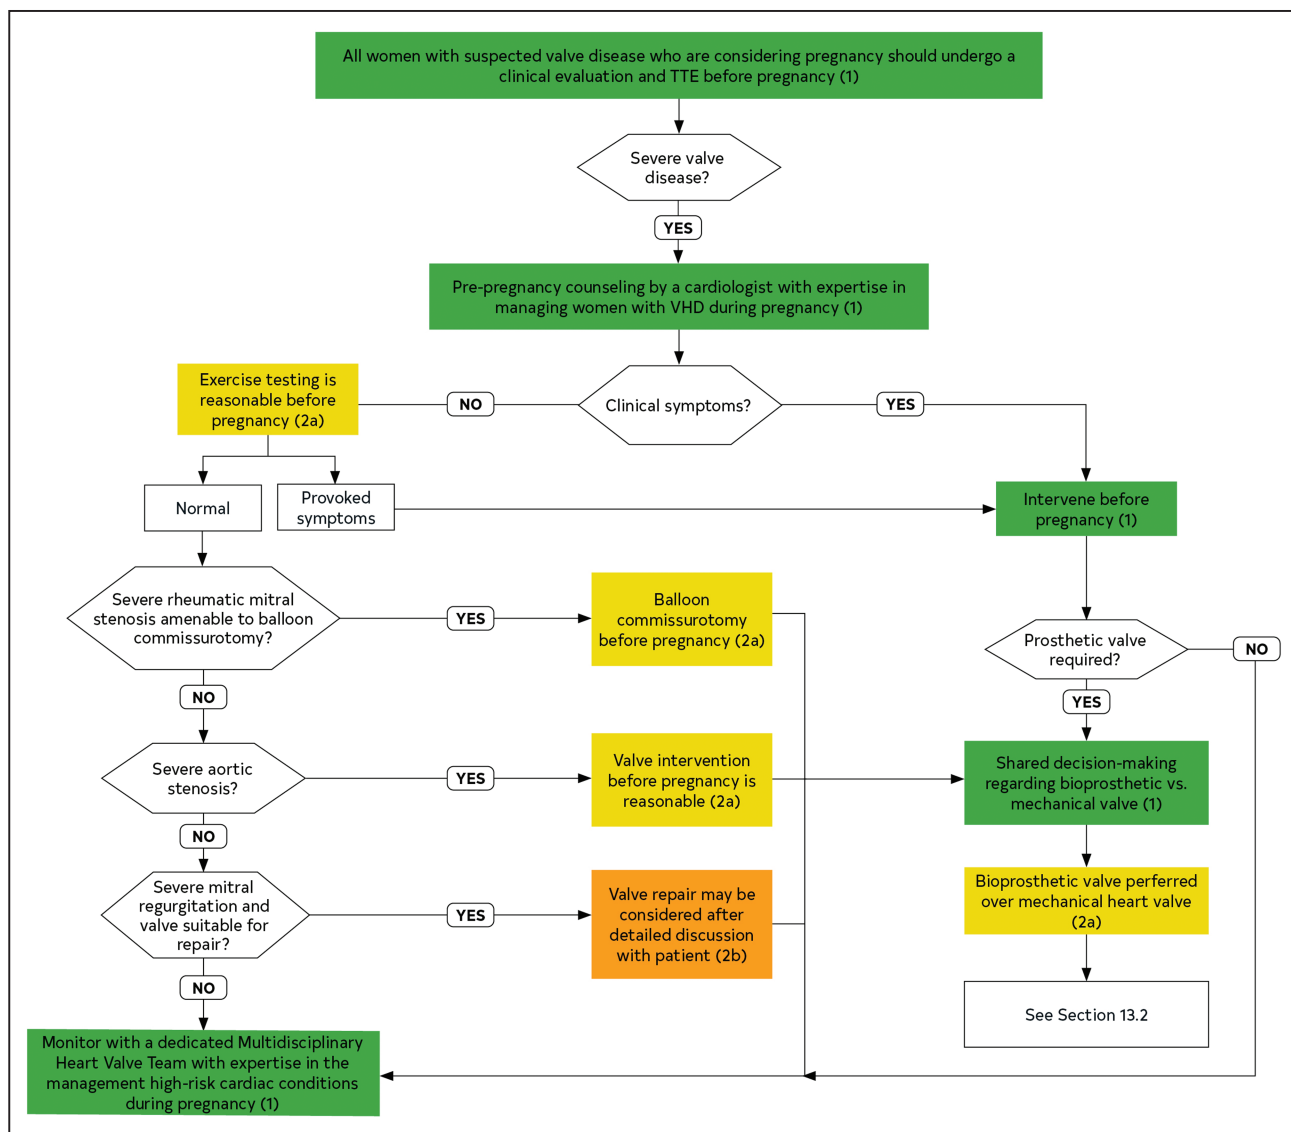 All women with suspected valve disease who are considering pregnancy should undergo a
clinical evaluation and TTE before pregnancy (1)
Severe valve
disease?
YES
Pre-pregnancy counseling by a cardiologist with expertise in
managing women with VHD during pregnancy (1)
Exercise testing is
reasonable before
pregnancy (2a)
NO
Clinical symptoms?
YES
Normal
Provoked
symptoms
Intervene before
pregnancy (1)
Severe rheumatic mitral
stenosis amenable to balloon
commissurotomy?
YES
Balloon
commissurotomy
before pregnancy (2a)
Prosthetic valve
required?
NO
NO
YES
Severe aortic
stenosis?
YES
Valve intervention
before pregnancy is
reasonable (2a)
Shared decision-making
regarding bioprosthetic vs.
mechanical valve (1)
NO
Severe mitral
regurgitation and
valve suitable for
repair?
YES
Valve repair may be
considered after
detailed discussion
with patient (2b)
Bioprosthetic valve perferred
over mechanical heart valve
(2a)
NO
See Section 13.2
Monitor with a dedicated Multidisciplinary
Heart Valve Team with expertise in the
management high-risk cardiac conditions
during pregnancy (1)